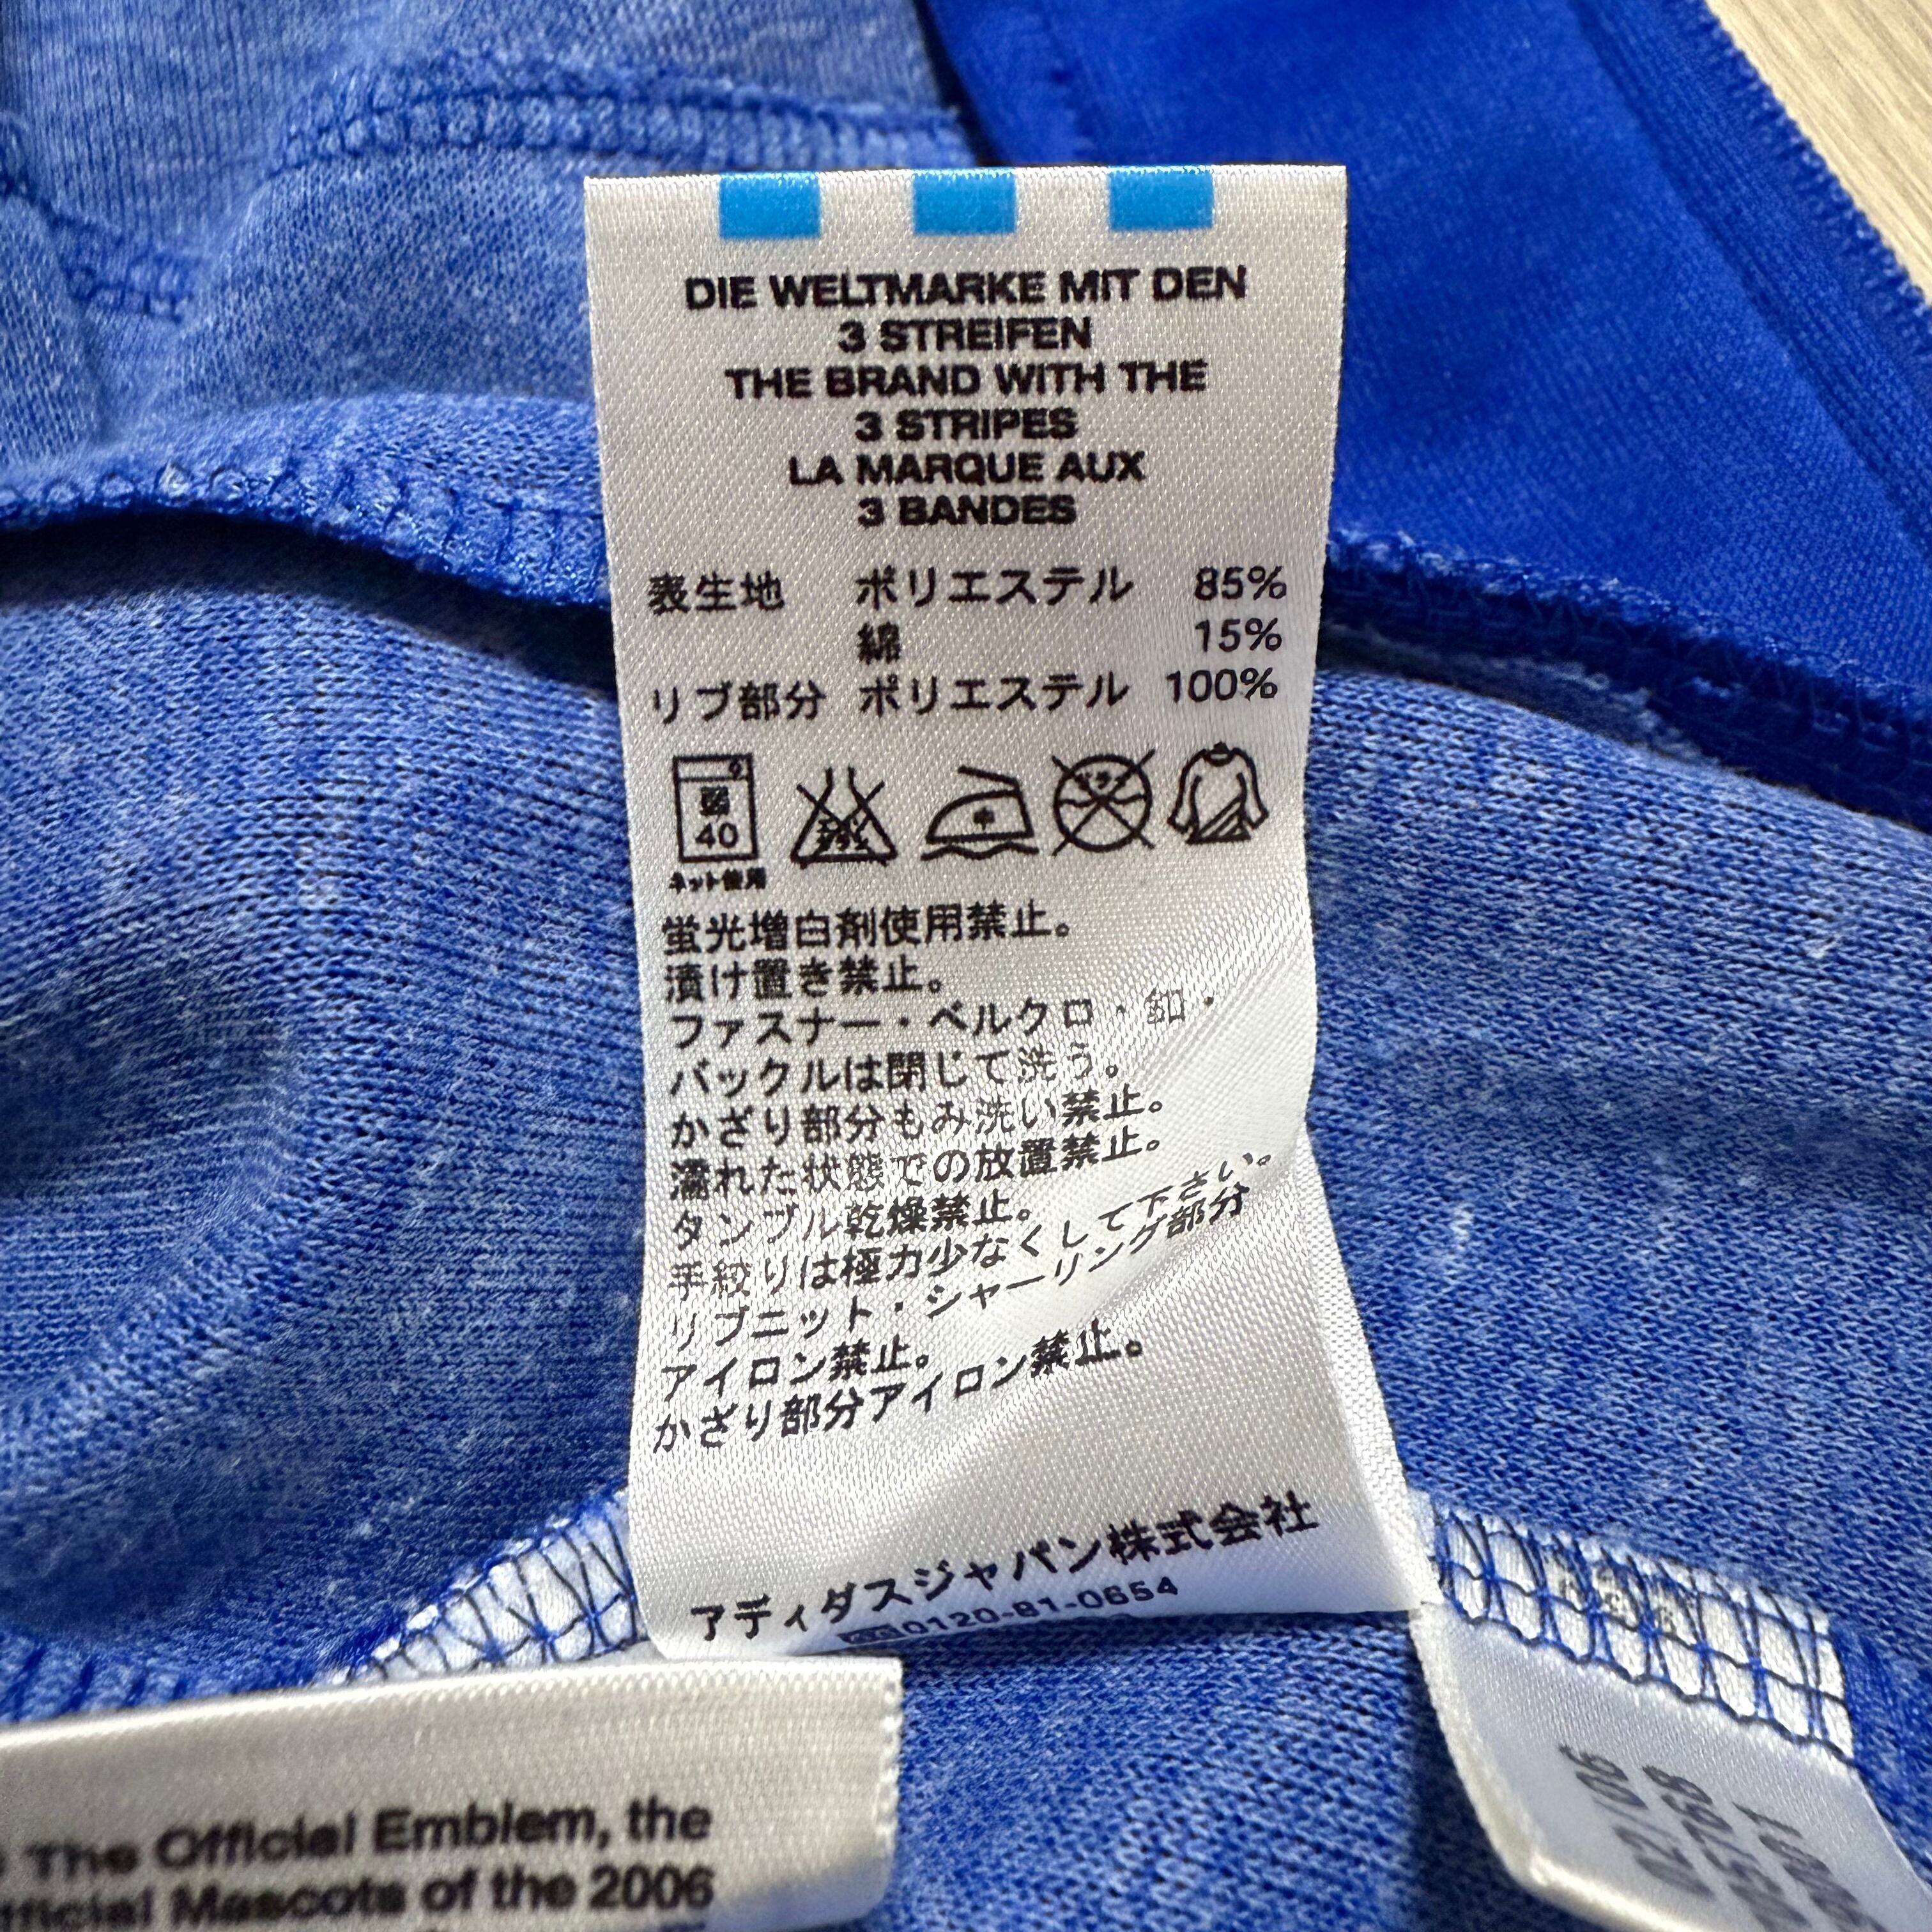 DIE WELTMARKE MIT DEN
3 STREIFEN
THE BRAND WITH THE
3 STRIPES
LA MARQUE AUX
3 BANDES
表生地 ポリエステル 85%
綿 15%
リブ部分 ポリエステル 100%
弱
40
ネット使用
蛍光増白剤使用禁止。
漬け置き禁止。
ファスナー・ベルクロ・釦・
バックルは閉じて洗う。
かざり部分もみ洗い禁止。
濡れた状態での放置禁止。
タンブル乾燥禁止。
手絞りは極力少なくして下さい。
リブニット・シャーリング部分
アイロン禁止。
かざり部分アイロン禁止。
アディダスジャパン株式会社
0120-81-0654
The Official Emblem, the
Mascots of the 2006